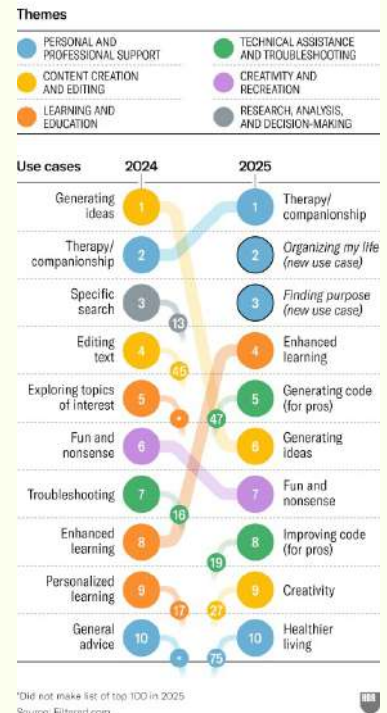 Themes
PERSONAL AND
PROFESSIONAL SUPPORT
TECHNICAL ASSISTANCE
AND TROUBLESHOOTING
CONTENT CREATION
AND EDITING
CREATIVITY AND
RECREATION
LEARNING AND
EDUCATION
RESEARCH, ANALYSIS,
AND DECISION-MAKING
Use cases 2024 2025
Generating
ideas
1
1
Therapy/
companionship
Therapy/
companionship
2
2
Organizing my life
(new use case)
Specific
search
3
13
3
Finding purpose
(new use case)
Editing
text
4
45
4
Enhanced
learning
Exploring topics
of interest
5
*
47
5
Generating code
(for pros)
Fun and
nonsense
6
6
Generating
ideas
Troubleshooting
7
16
7
Fun and
nonsense
Enhanced
learning
8
19
8
Improving code
(for pros)
Personalized
learning
9
17
27
9
Creativity
General
advice
10
*
75
10
Healthier
living
*Did not make list of top 100 in 2025
Source: Filtered.com
HBR